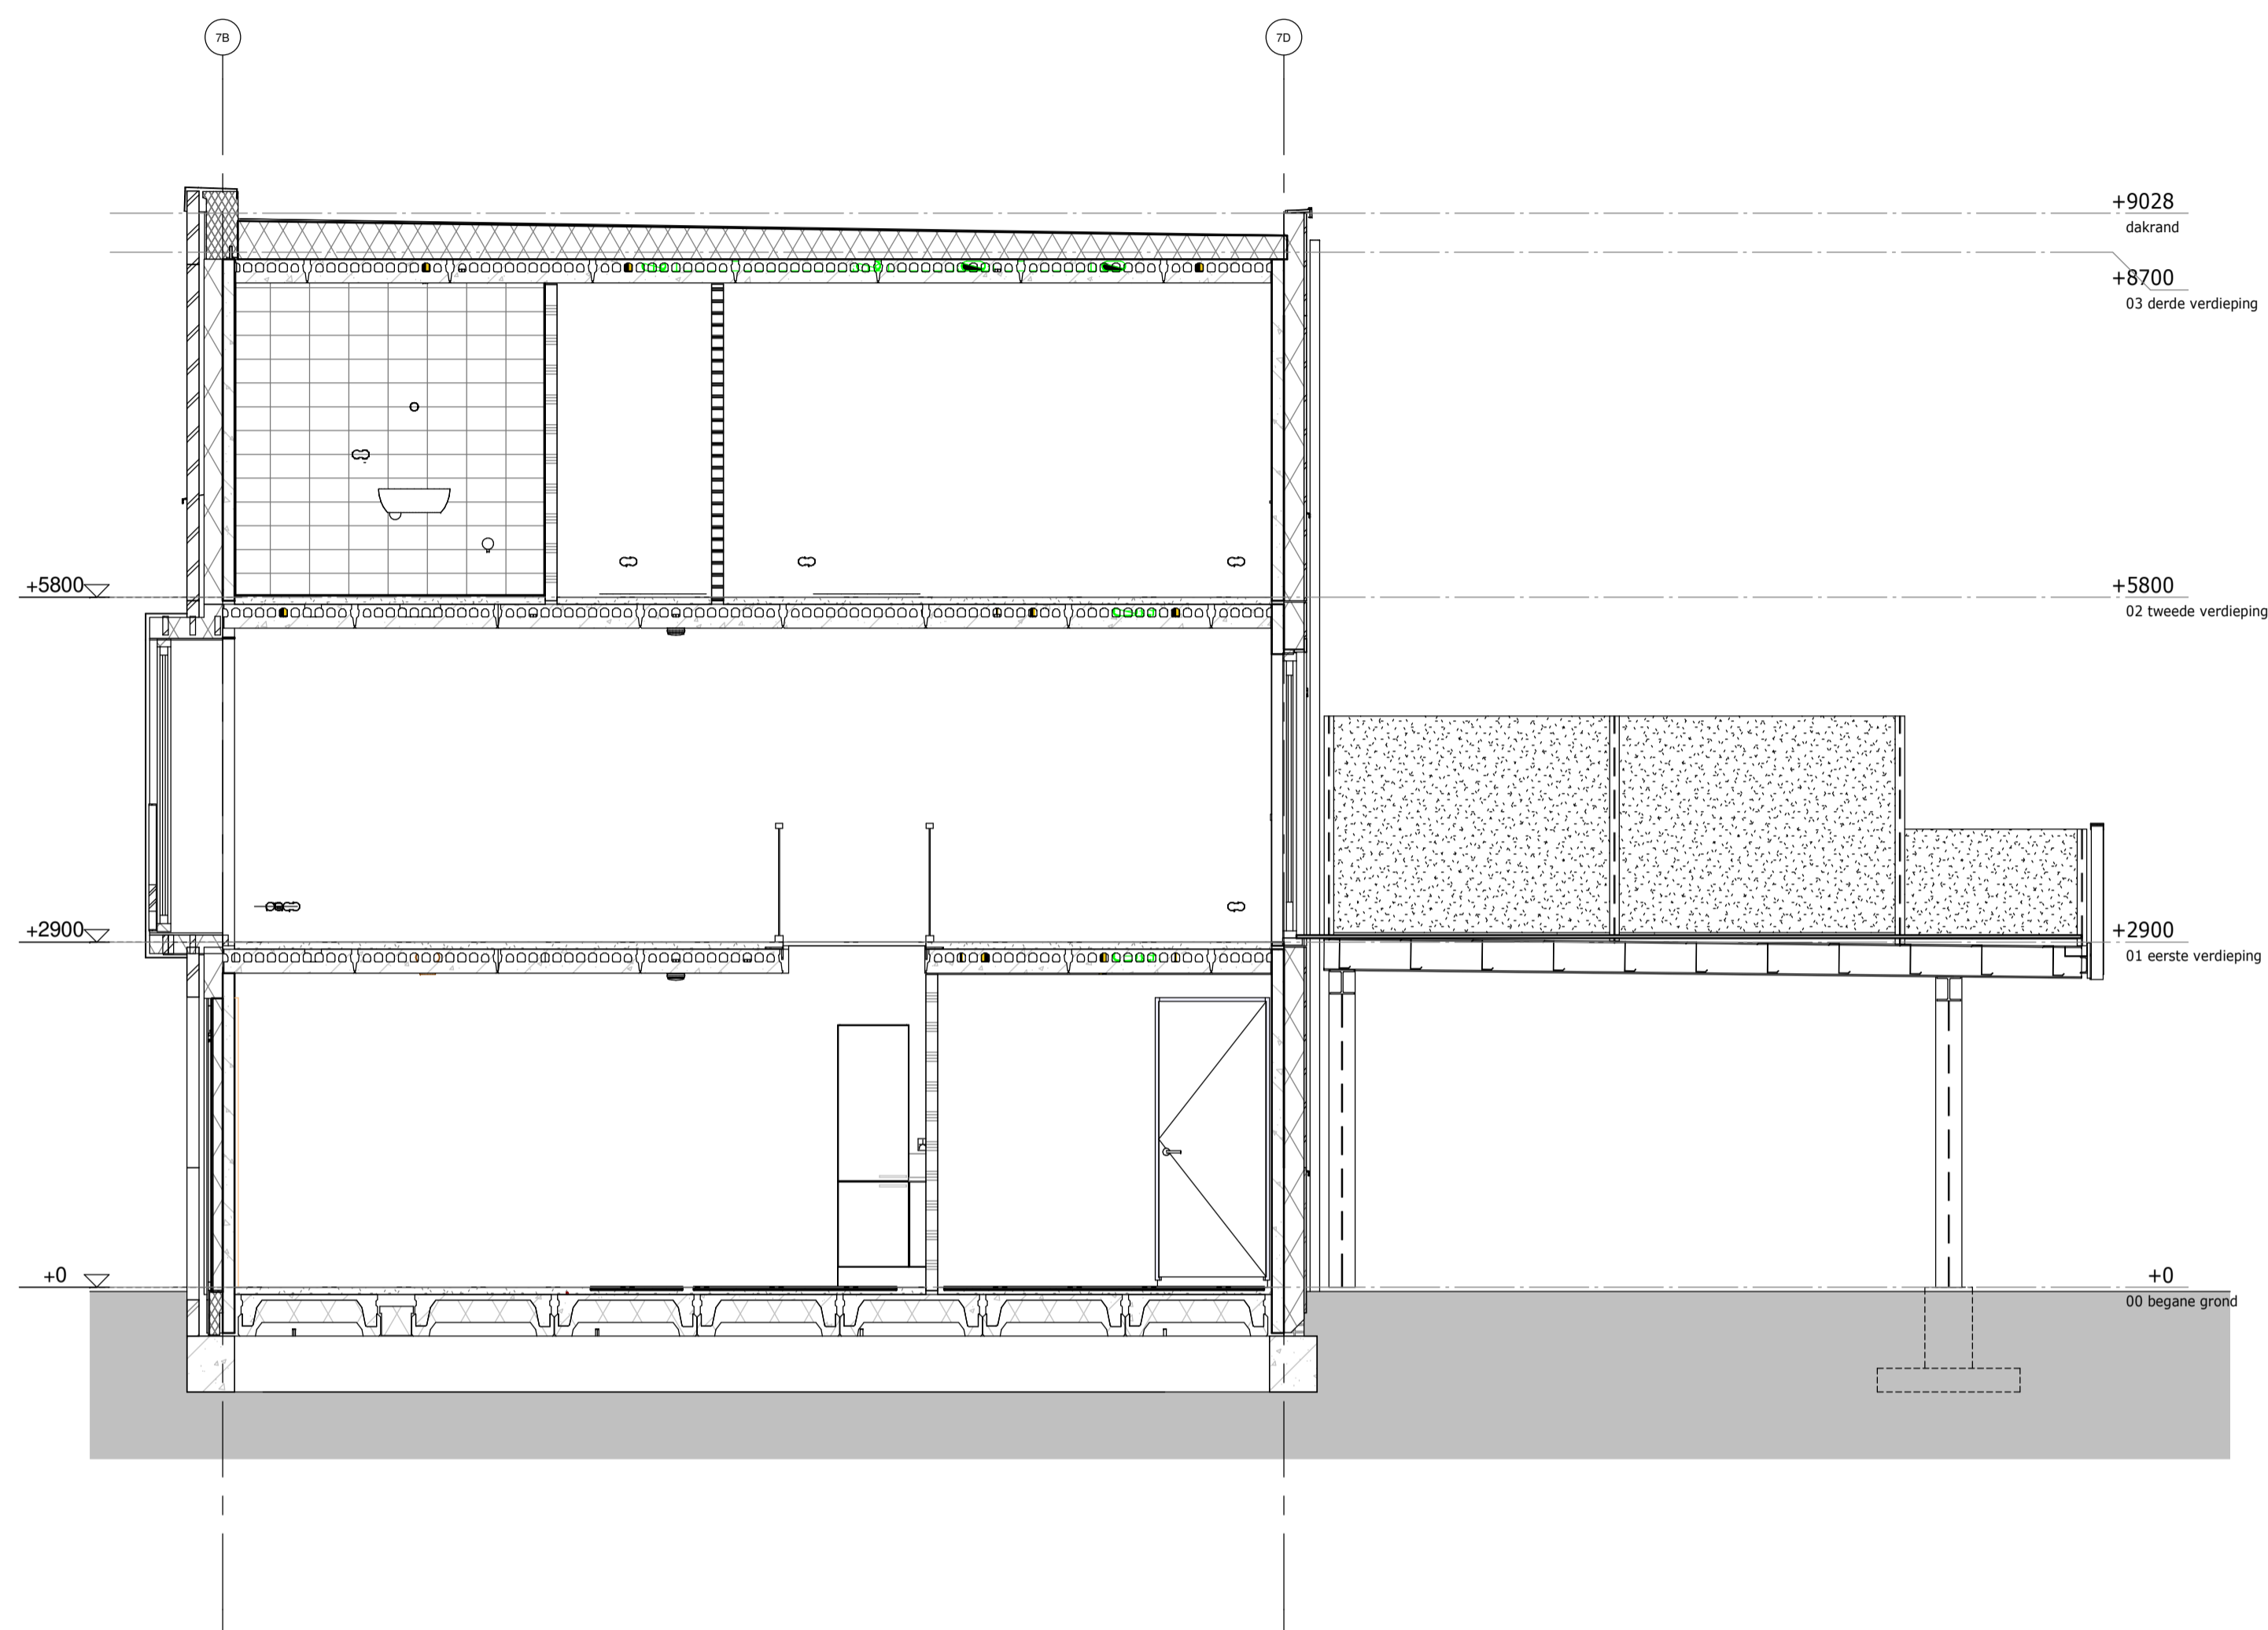 7B
7D
+9028
dakrand
+8700
03 derde verdieping
+5800
+5800
02 tweede verdieping
+2900
+2900
01 eerste verdieping
+0
+0
00 begane grond